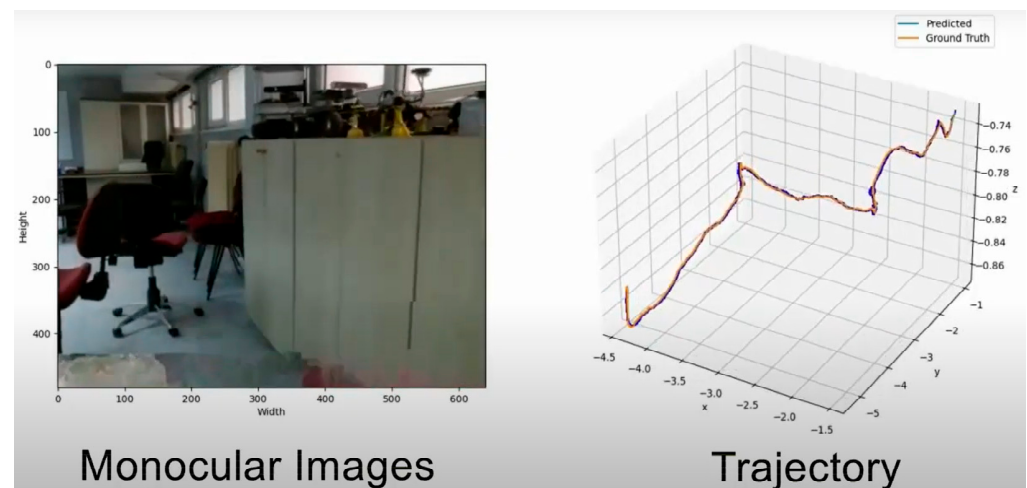 Predicted
Ground Truth
0
100
200
300
400
Height
0 100 200 300 400 500 600
Width
−0.74
−0.76
−0.78
−0.80
−0.82
−0.84
−0.86
z
−4.5
−4.0
−3.5
−3.0
−2.5
−2.0
−1.5
x
−1
−2
−3
−4
−5
y
Monocular Images
Trajectory